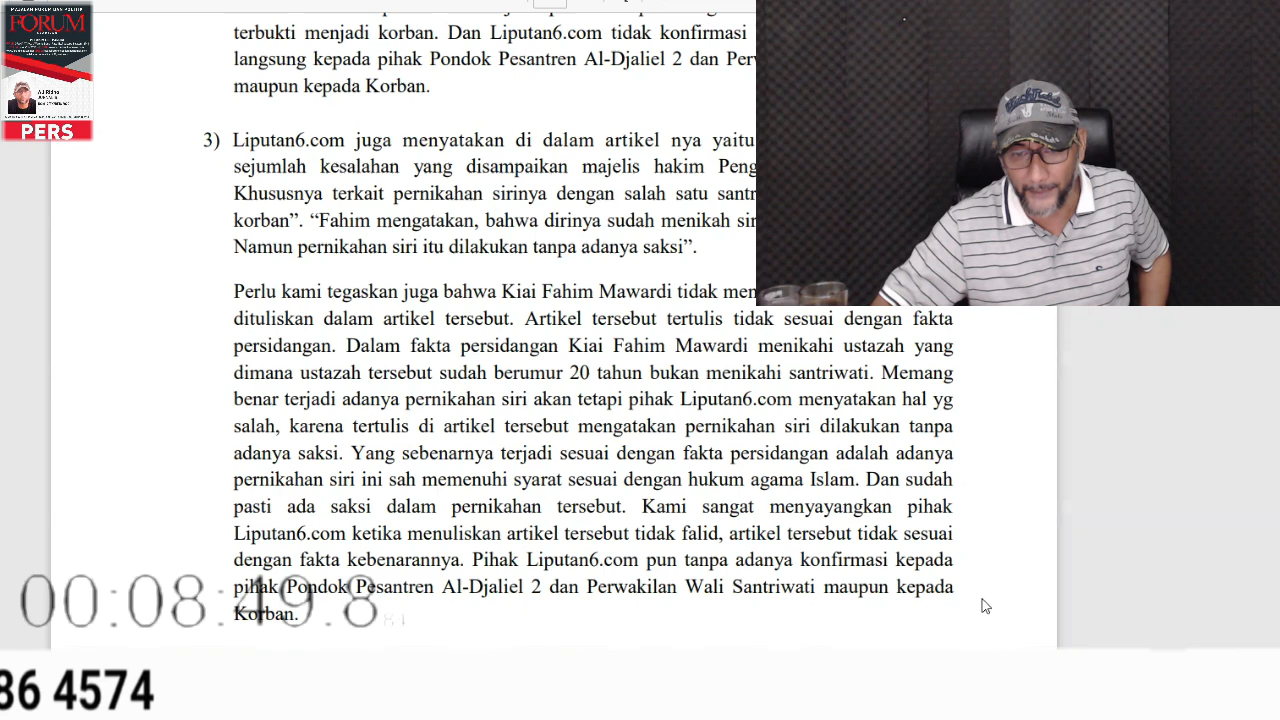 MAJALAH FORUM DAN POLITIK
FORUM
PERS
terbukti menjadi korban. Dan Liputan6.com tidak konfirmasi
langsung kepada pihak Pondok Pesantren Al-Djaliel 2 dan Perw
maupun kepada Korban.
3) Liputan6.com juga menyatakan di dalam artikel nya yaitu
sejumlah kesalahan yang disampaikan majelis hakim Peng
Khususnya terkait pernikahan sirinya dengan salah satu santr
korban”. “Fahim mengatakan, bahwa dirinya sudah menikah sir
Namun pernikahan siri itu dilakukan tanpa adanya saksi”.
Perlu kami tegaskan juga bahwa Kiai Fahim Mawardi tidak men
dituliskan dalam artikel tersebut. Artikel tersebut tertulis tidak sesuai dengan fakta
persidangan. Dalam fakta persidangan Kiai Fahim Mawardi menikahi ustazah yang
dimana ustazah tersebut sudah berumur 20 tahun bukan menikahi santriwati. Memang
benar terjadi adanya pernikahan siri akan tetapi pihak Liputan6.com menyatakan hal yg
salah, karena tertulis di artikel tersebut mengatakan pernikahan siri dilakukan tanpa
adanya saksi. Yang sebenarnya terjadi sesuai dengan fakta persidangan adalah adanya
pernikahan siri ini sah memenuhi syarat sesuai dengan hukum agama Islam. Dan sudah
pasti ada saksi dalam pernikahan tersebut. Kami sangat menyayangkan pihak
Liputan6.com ketika menuliskan artikel tersebut tidak falid, artikel tersebut tidak sesuai
dengan fakta kebenarannya. Pihak Liputan6.com pun tanpa adanya konfirmasi kepada
pihak Pondok Pesantren Al-Djaliel 2 dan Perwakilan Wali Santriwati maupun kepada
Korban.
00:08:49.8
86 4574